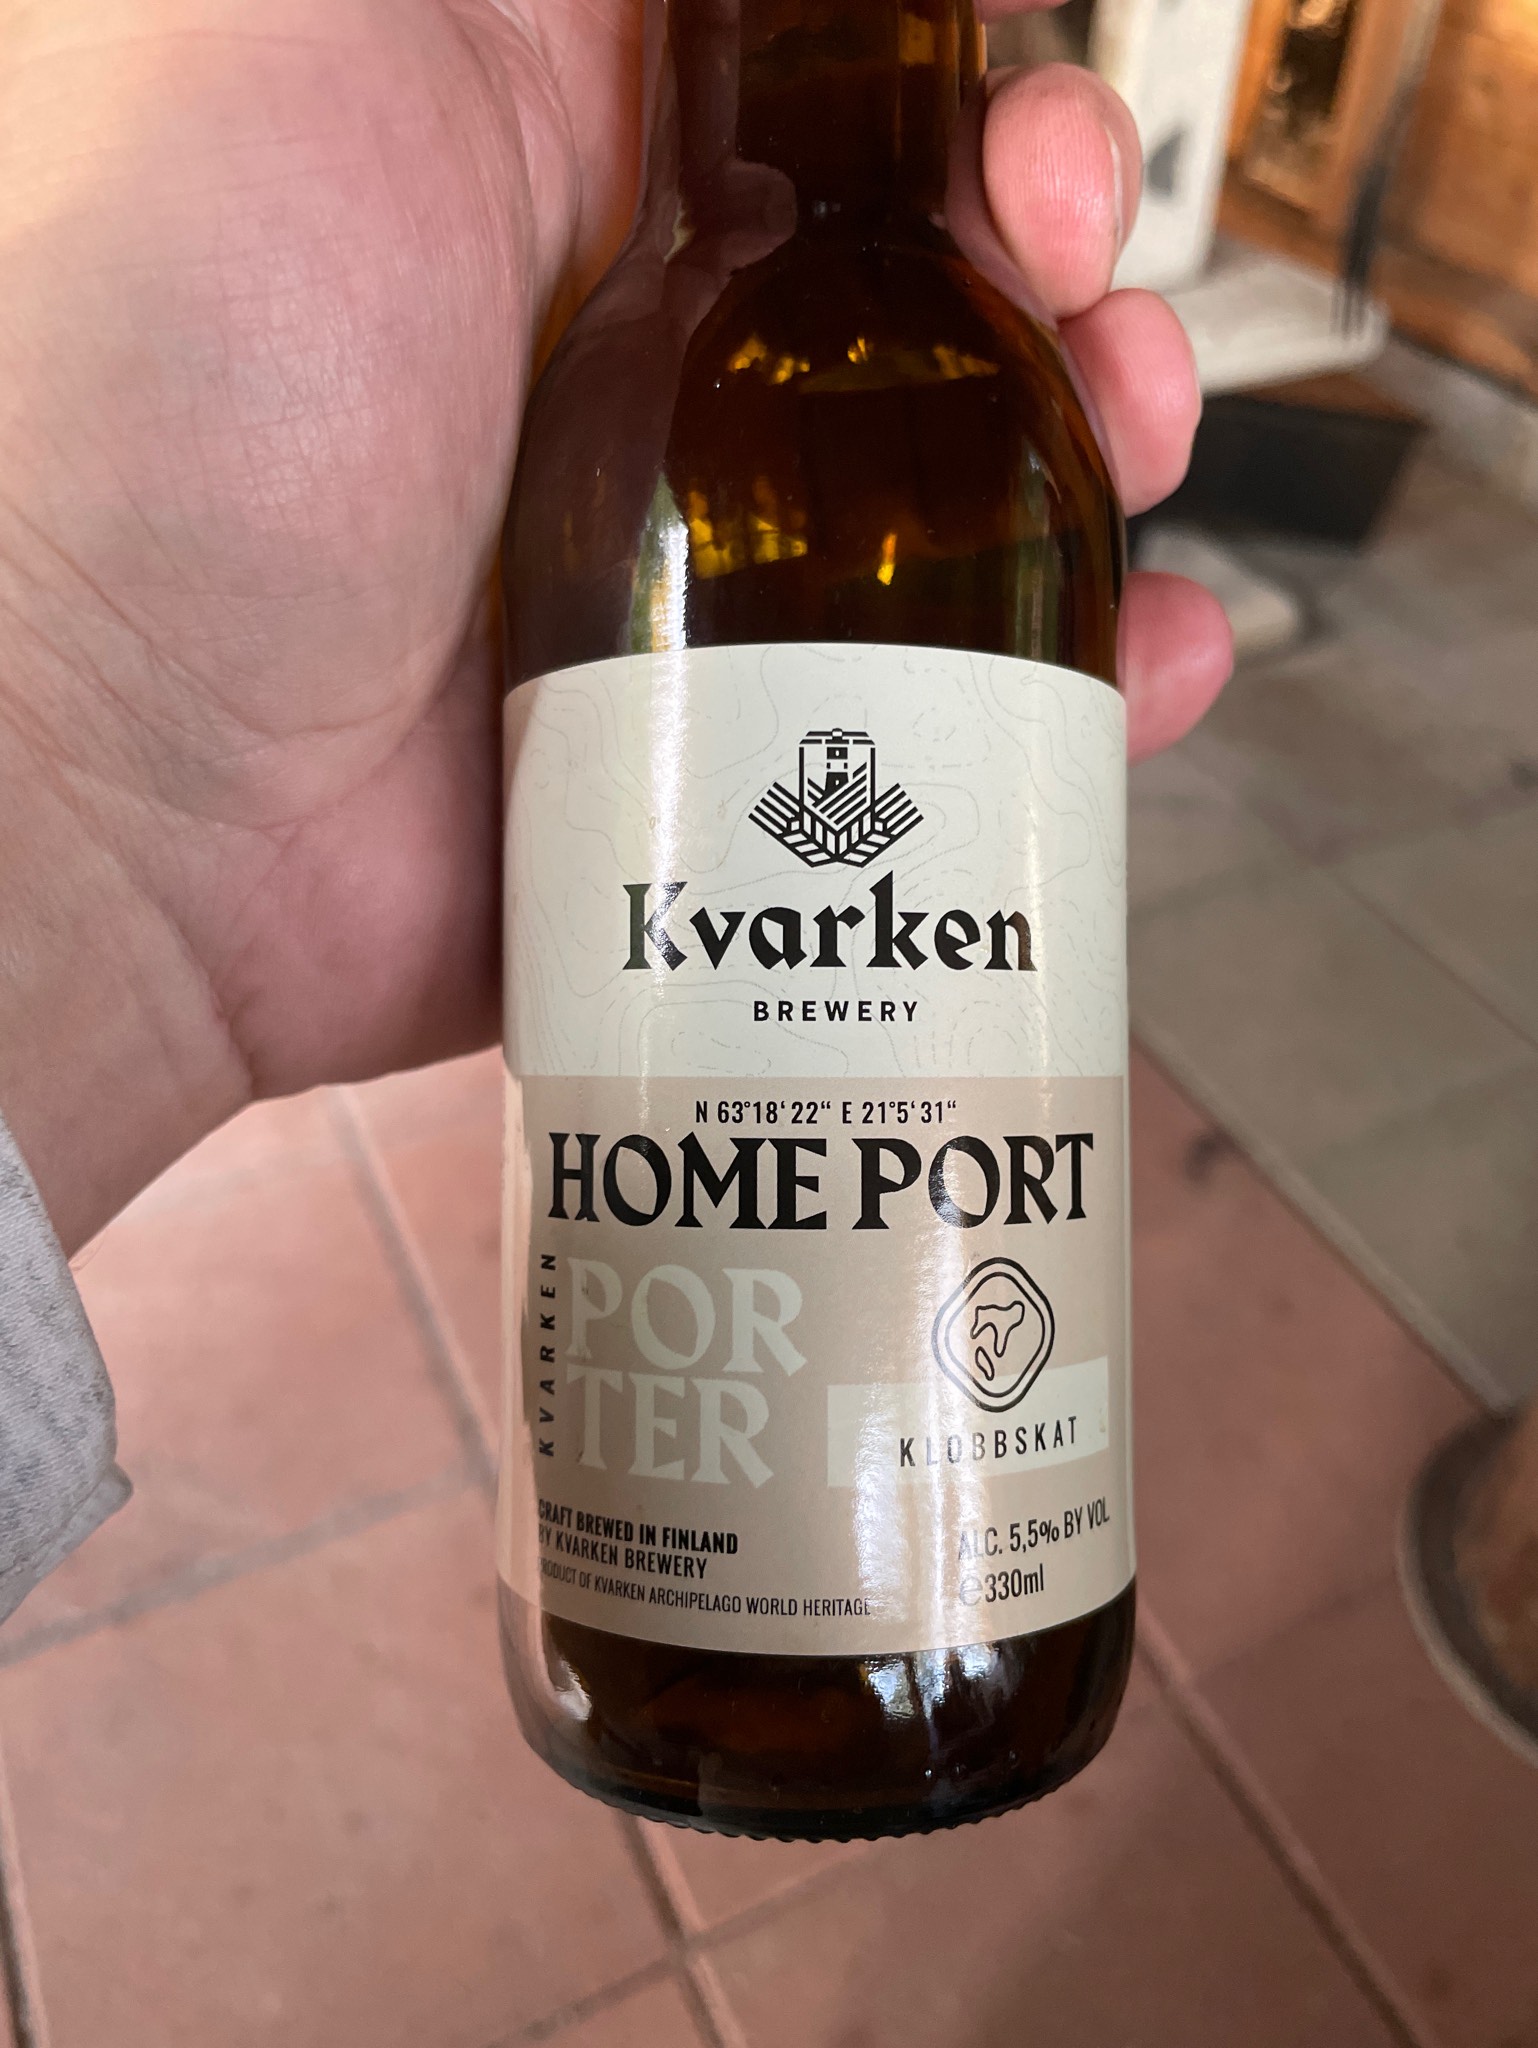 Kvarken
BREWERY
N 63°18‘22“ E 21°5‘31“
HOME PORT
KVARKEN
POR
TER
KLOBBSKAT
CRAFT BREWED IN FINLAND
BY KVARKEN BREWERY
PRODUCT OF KVARKEN ARCHIPELAGO WORLD HERITAGE
ALC. 5,5% BY VOL
℮330ml